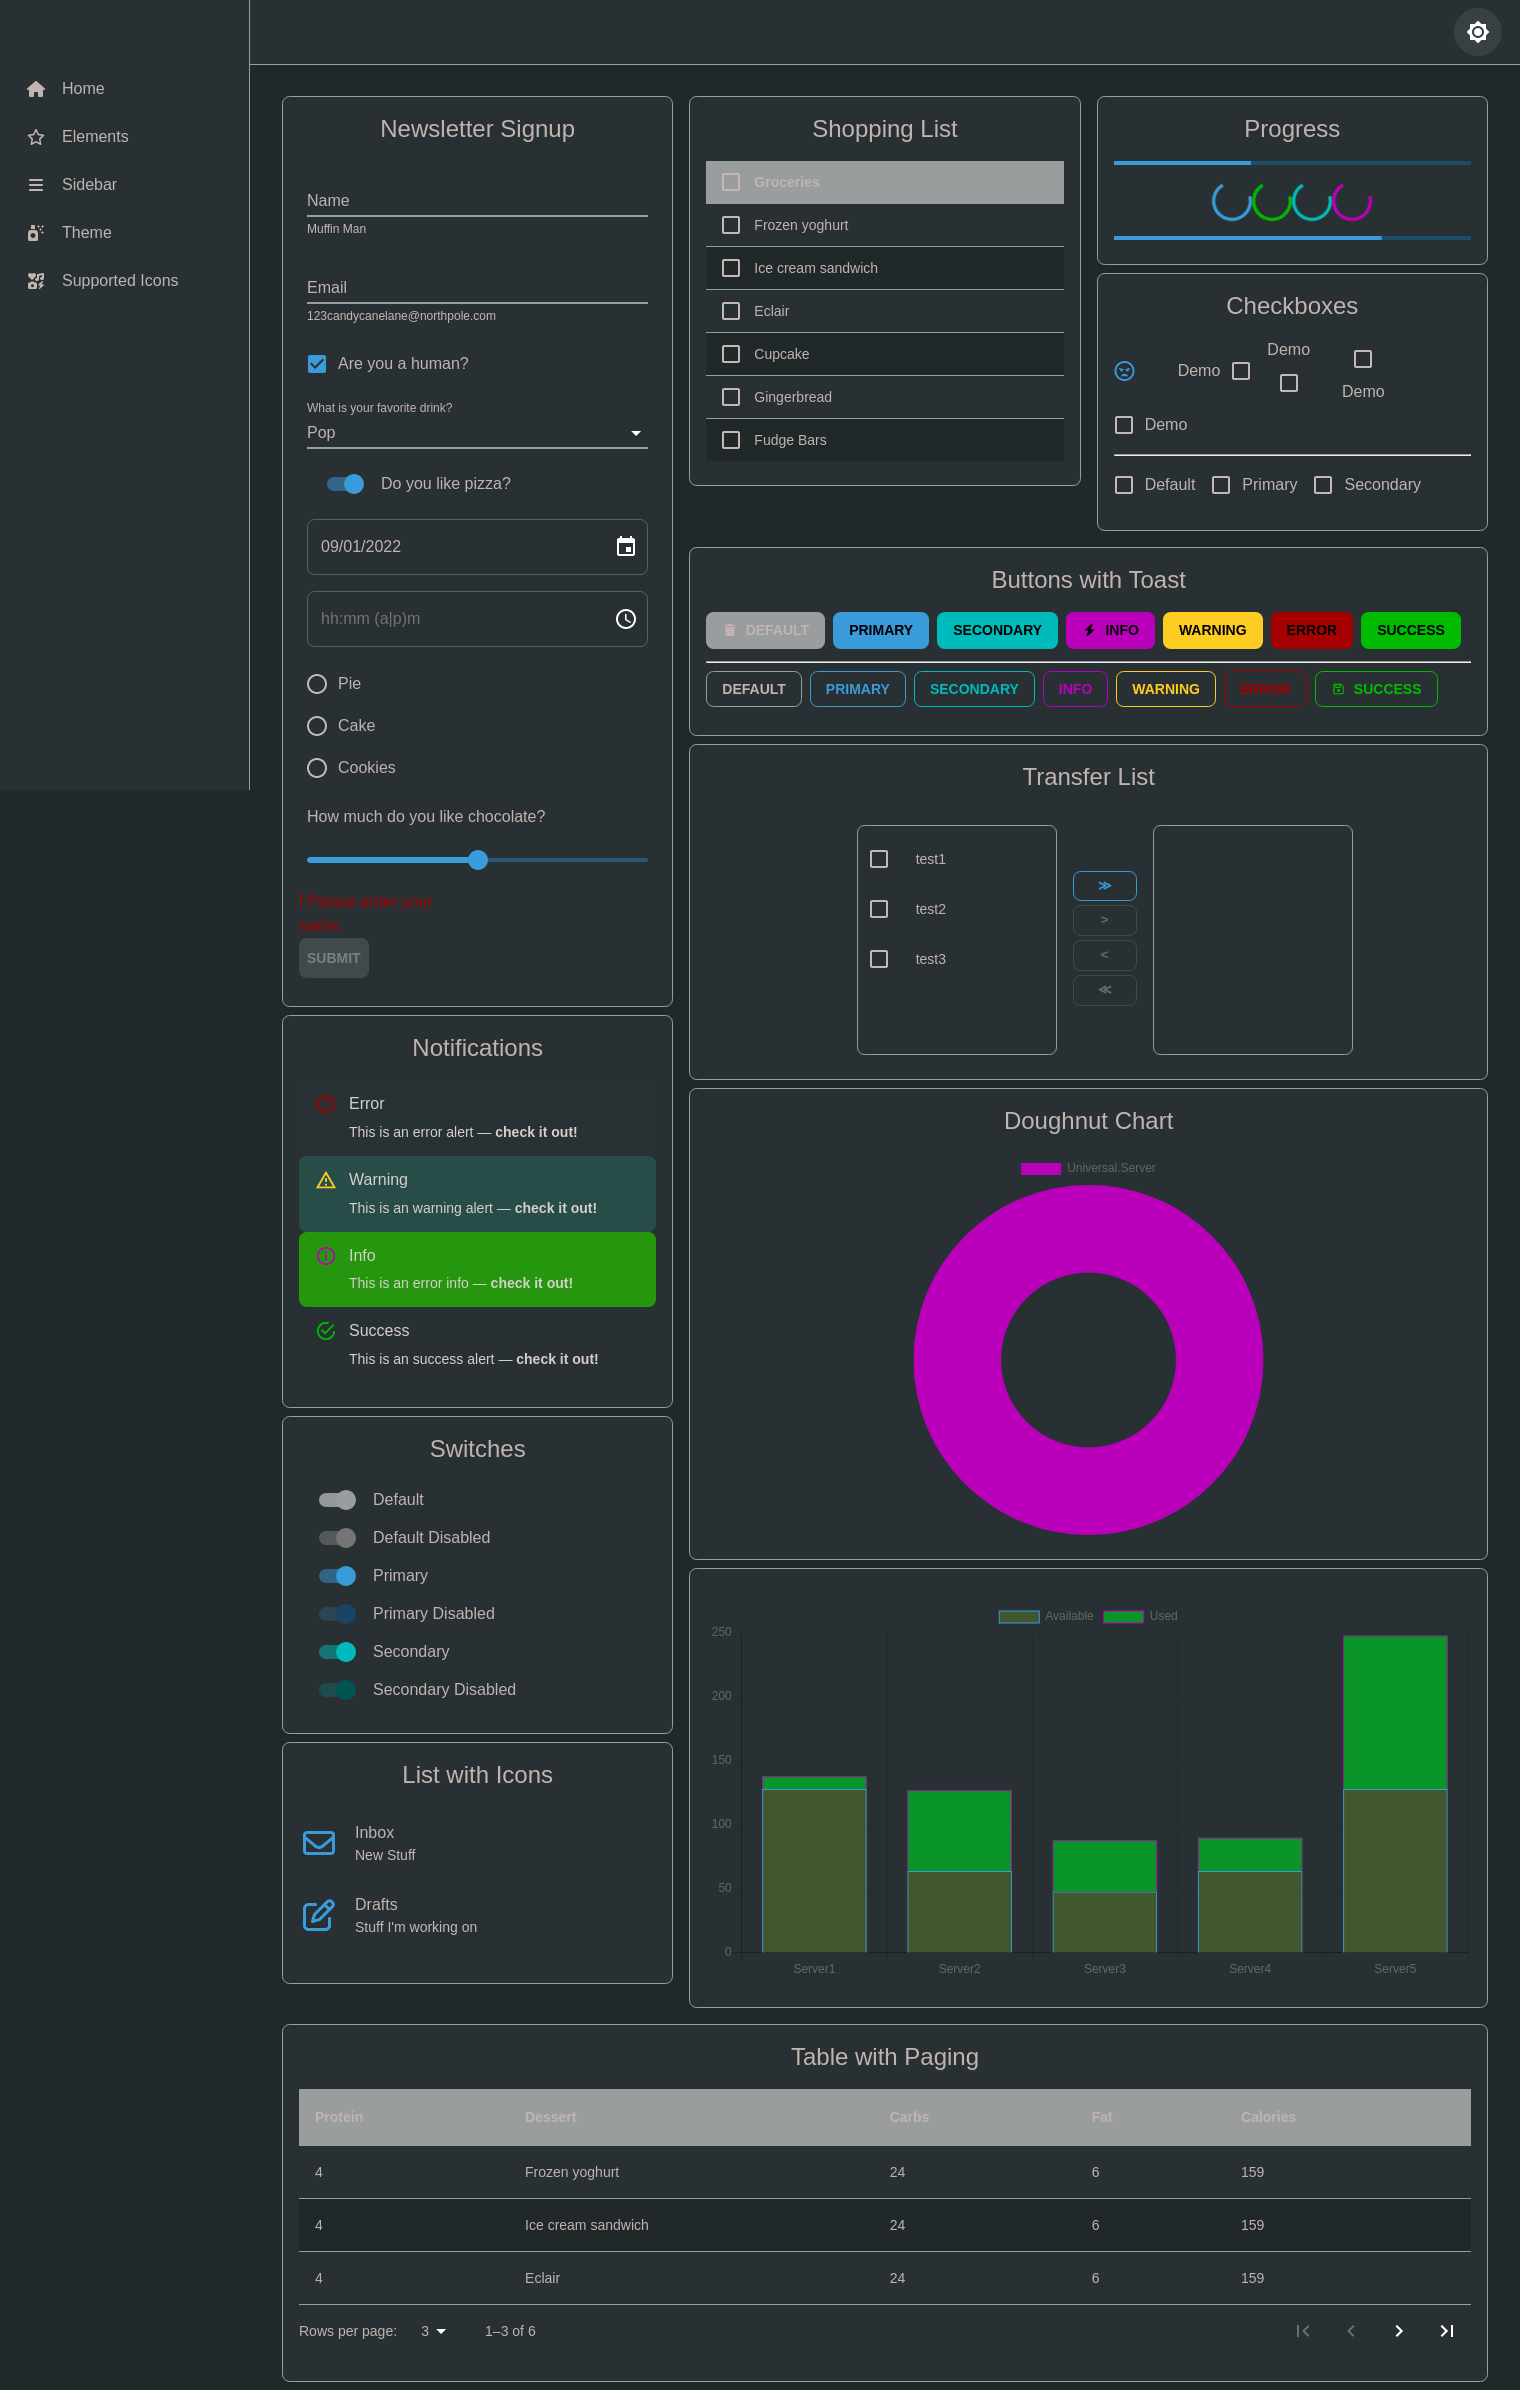 Home
Elements
Sidebar
Theme
Supported Icons
Newsletter Signup
Name
Muffin Man
Email
123candycanelane@northpole.com
Are you a human?
What is your favorite drink?
Pop
Do you like pizza?
09/01/2022
hh:mm (a|p)m
Pie
Cake
Cookies
How much do you like chocolate?
! Please enter your
name
SUBMIT
Notifications
Error
This is an error alert — check it out!
Warning
This is an warning alert — check it out!
Info
This is an error info — check it out!
Success
This is an success alert — check it out!
Switches
Default
Default Disabled
Primary
Primary Disabled
Secondary
Secondary Disabled
List with Icons
Inbox
New Stuff
Drafts
Stuff I'm working on
Shopping List
Groceries
Frozen yoghurt
Ice cream sandwich
Eclair
Cupcake
Gingerbread
Fudge Bars
Progress
Checkboxes
Demo
Demo
Demo
Demo
Default Primary Secondary
Buttons with Toast
DEFAULT PRIMARY SECONDARY INFO WARNING ERROR SUCCESS
DEFAULT PRIMARY SECONDARY INFO WARNING ERROR SUCCESS
Transfer List
test1
test2
test3
≫
>
<
≪
Doughnut Chart
Universal.Server
Available Used
250
200
150
100
50
0
Server1 Server2 Server3 Server4 Server5
Table with Paging
Protein Dessert Carbs Fat Calories
4 Frozen yoghurt 24 6 159
4 Ice cream sandwich 24 6 159
4 Eclair 24 6 159
Rows per page: 3 1–3 of 6